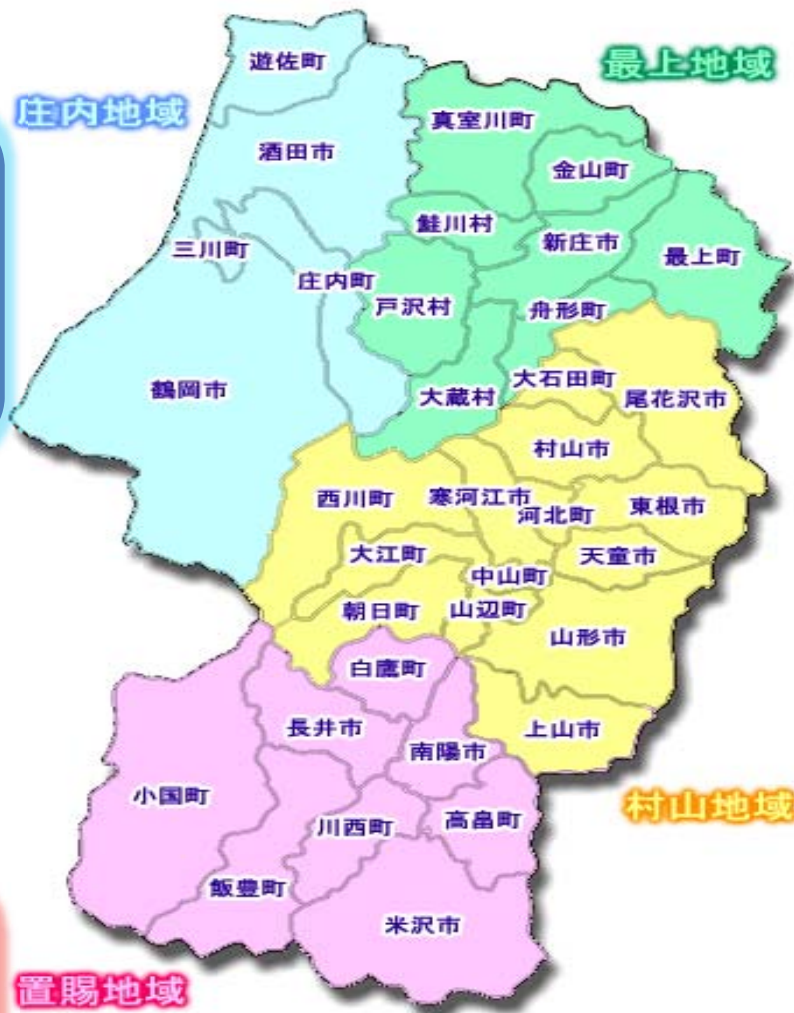 遊佐町
最上地域
庄内地域
真室川町
酒田市
金山町
鮭川村
新庄市
三川町
最上町
庄内町
戸沢村
舟形町
鶴岡市
大蔵村
大石田町
尾花沢市
村山市
西川町
寒河江市
河北町
東根市
大江町
天童市
中山町
朝日町
山辺町
山形市
白鷹町
長井市
上山市
南陽市
小国町
村山地域
川西町
高畠町
飯豊町
米沢市
置賜地域